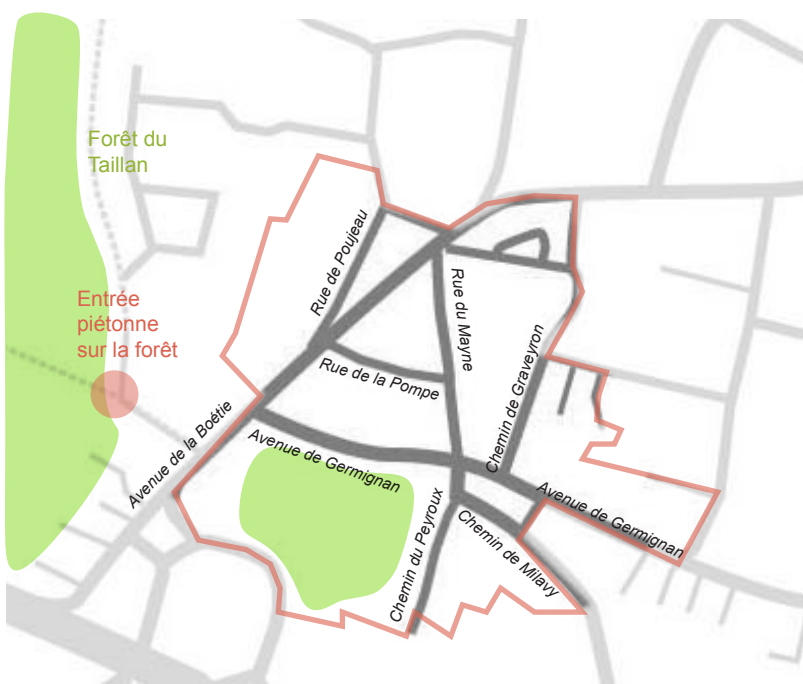 Forêt du
Taillan
Entrée
piétonne
sur la forêt
Rue de Poujeau
Rue du Mayne
Rue de la Pompe
Chemin de Graveyron
Avenue de la Boëtie
Avenue de Germignan
Avenue de Germignan
Chemin du Peyroux
Chemin de Milavy